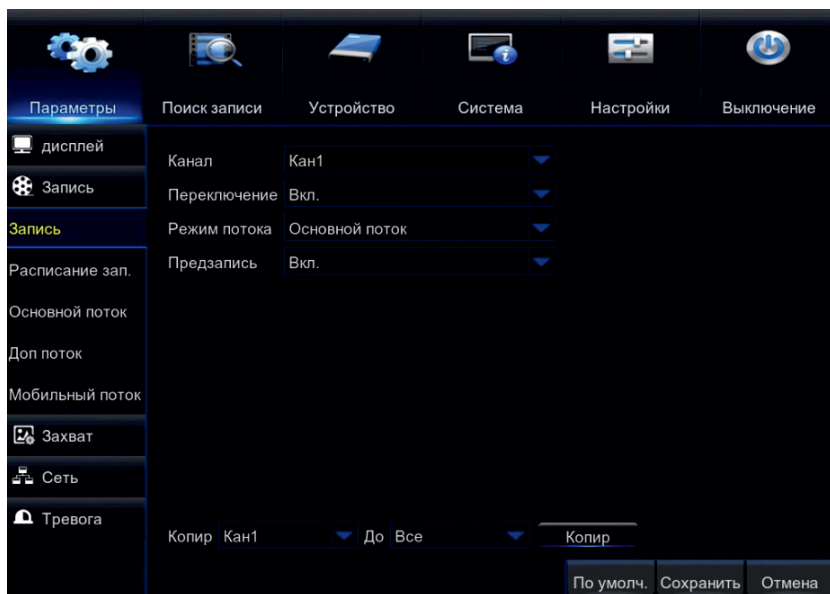 Параметры
Поиск записи
Устройство
Система
Настройки
Выключение
дисплей
Запись
Запись
Расписание зап.
Основной поток
Доп поток
Мобильный поток
Захват
Сеть
Тревога
Канал Кан1
Переключение Вкл.
Режим потока Основной поток
Предзапись Вкл.
Копир Кан1 До Все Копир
По умолч. Сохранить Отмена